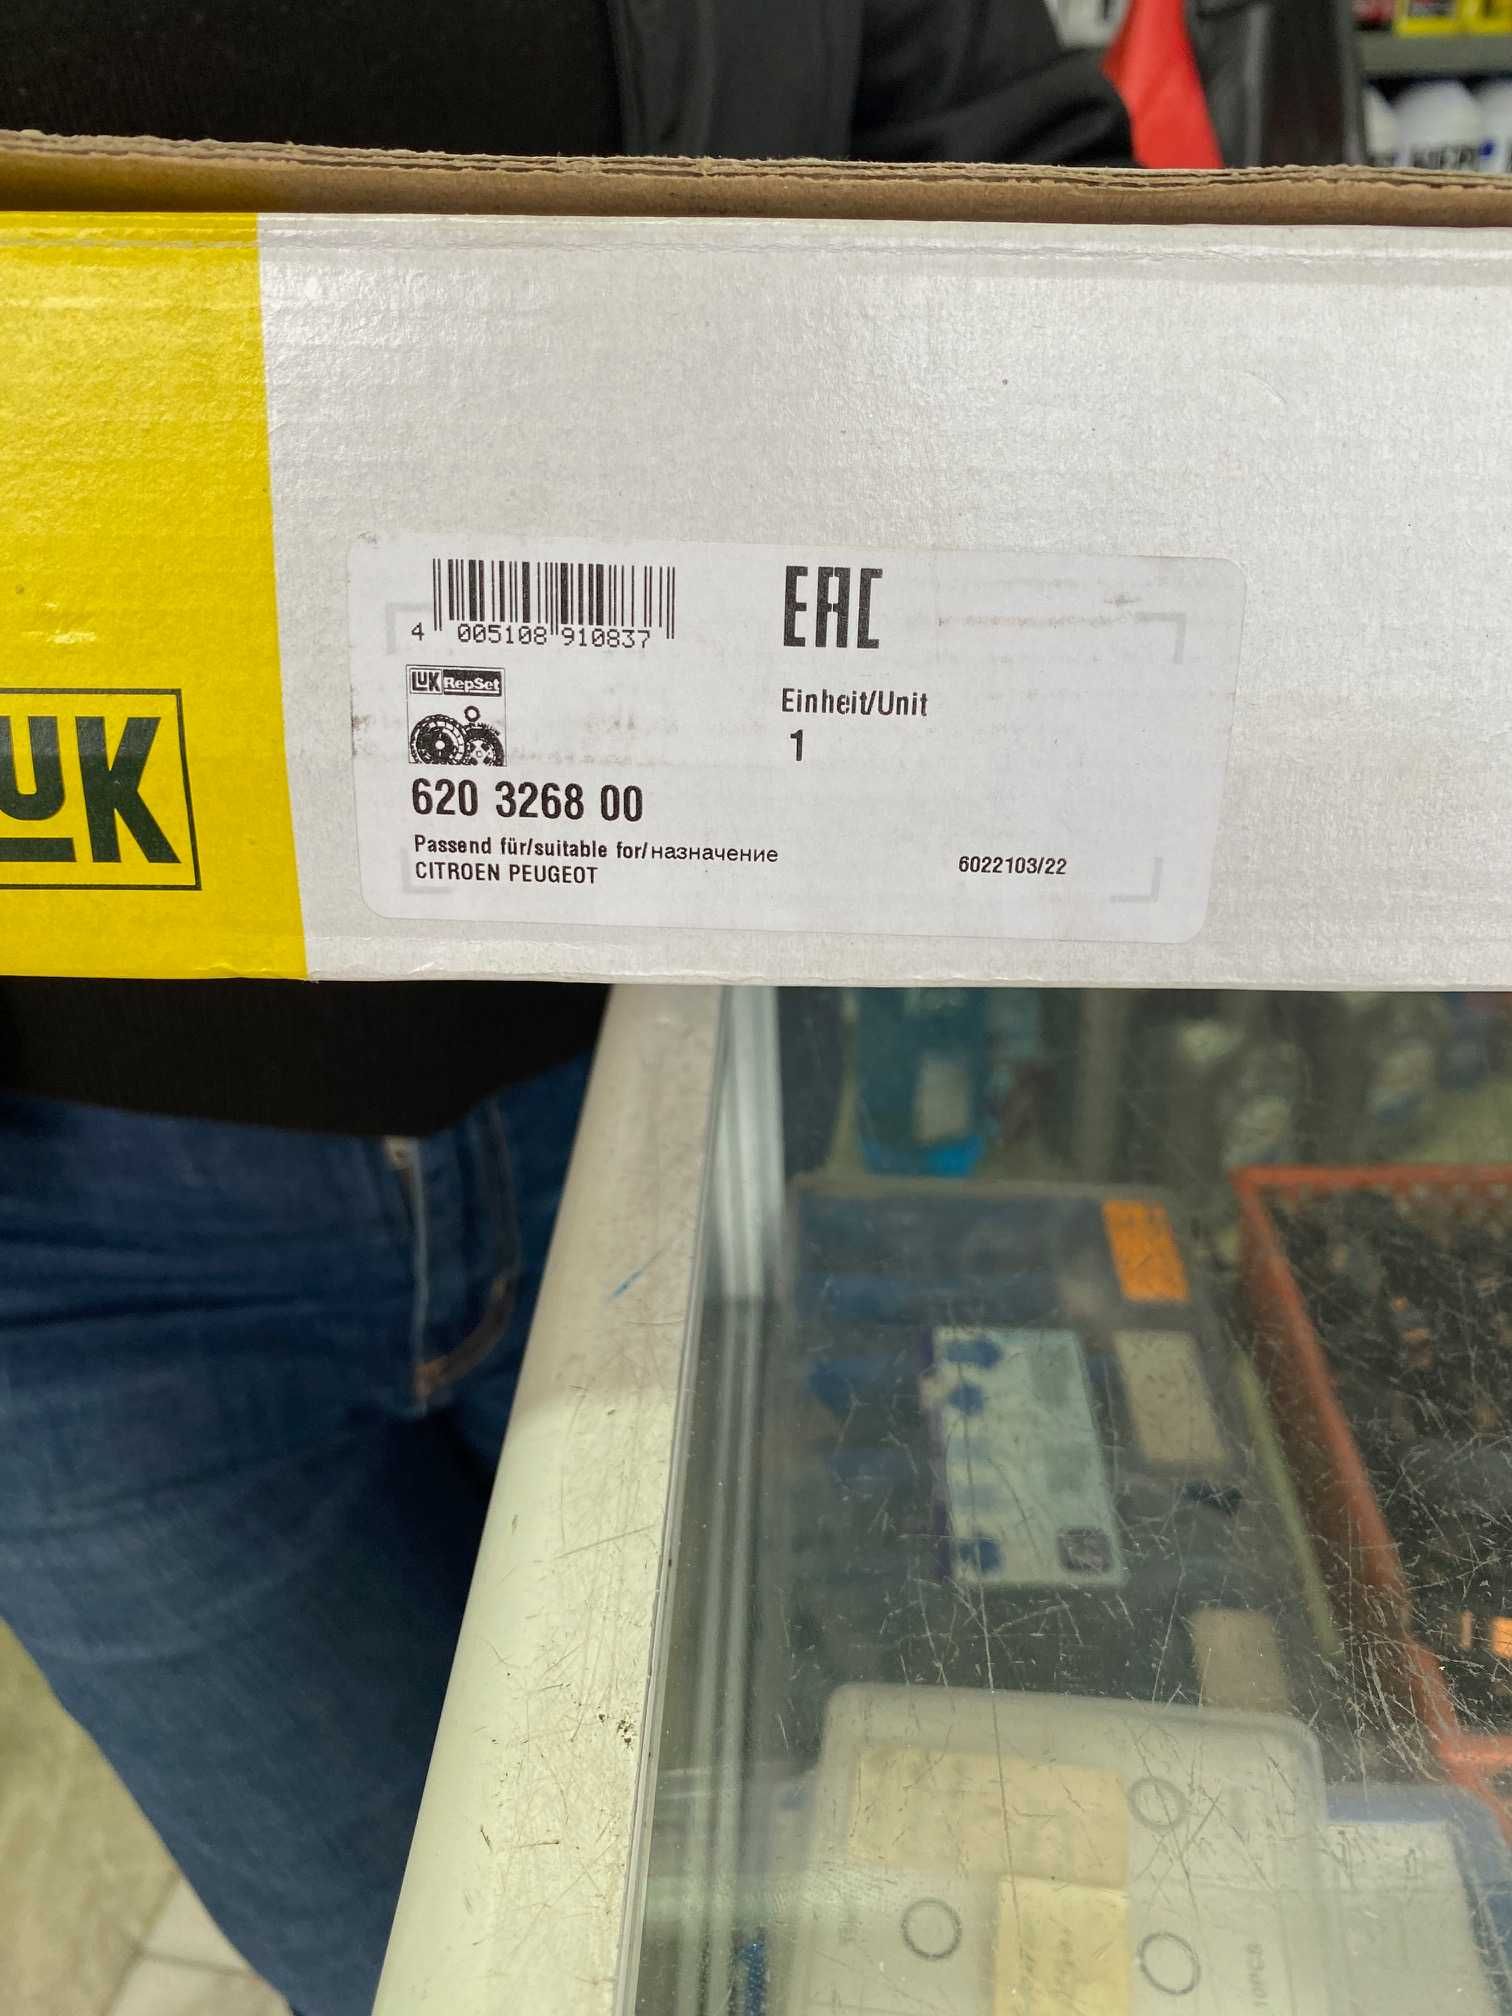 EAC
4 005108 910837
LUK RepSet
Einheit/Unit
1
620 3268 00
Passend für/suitable for/назначение
CITROEN PEUGEOT
6022103/22
UK